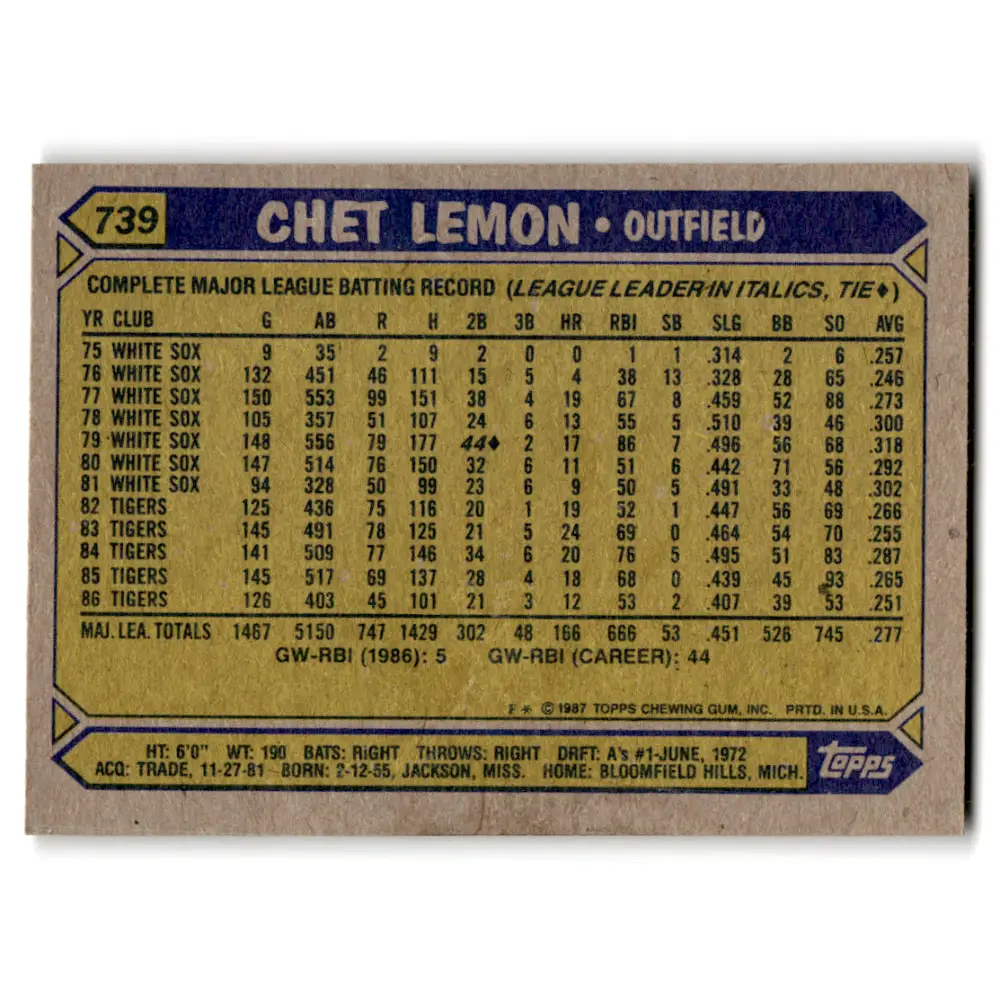 739 CHET LEMON • OUTFIELD
COMPLETE MAJOR LEAGUE BATTING RECORD (LEAGUE LEADER IN ITALICS, TIE♦)
YR CLUB G AB R H 2B 3B HR RBI SB SLG BB SO AVG
75 WHITE SOX 9 35 2 9 2 0 0 1 1 .314 2 6 .257
76 WHITE SOX 132 451 46 111 15 5 4 38 13 .328 28 65 .246
77 WHITE SOX 150 553 99 151 38 4 19 67 8 .459 52 88 .273
78 WHITE SOX 105 357 51 107 24 6 13 55 5 .510 39 46 .300
79 WHITE SOX 148 556 79 177 44♦ 2 17 86 7 .496 56 68 .318
80 WHITE SOX 147 514 76 150 32 6 11 51 6 .442 71 56 .292
81 WHITE SOX 94 328 50 99 23 6 9 50 5 .491 33 48 .302
82 TIGERS 125 436 75 116 20 1 19 52 1 .447 56 69 .266
83 TIGERS 145 491 78 125 21 5 24 69 0 .464 54 70 .255
84 TIGERS 141 509 77 146 34 6 20 76 5 .495 51 83 .287
85 TIGERS 145 517 69 137 28 4 18 68 0 .439 45 93 .265
86 TIGERS 126 403 45 101 21 3 12 53 2 .407 39 53 .251
MAJ. LEA. TOTALS 1467 5150 747 1429 302 48 166 666 53 .451 526 745 .277
GW-RBI (1986): 5 GW-RBI (CAREER): 44
F * © 1987 TOPPS CHEWING GUM, INC. PRTD. IN U.S.A.
HT: 6'0" WT: 190 BATS: RIGHT THROWS: RIGHT DRFT: A's #1-JUNE, 1972
ACQ: TRADE, 11-27-81 BORN: 2-12-55, JACKSON, MISS. HOME: BLOOMFIELD HILLS, MICH.
topps